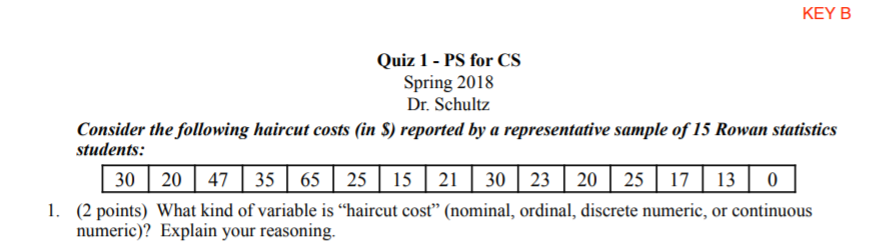 KEY B
Quiz 1 - PS for CS
Spring 2018
Dr. Schultz
Consider the following haircut costs (in $) reported by a representative sample of 15 Rowan statistics
students:
30 20 47 35 65 25 15 21 30 23 20 25 17 13 0
1. (2 points) What kind of variable is “haircut cost” (nominal, ordinal, discrete numeric, or continuous
numeric)? Explain your reasoning.